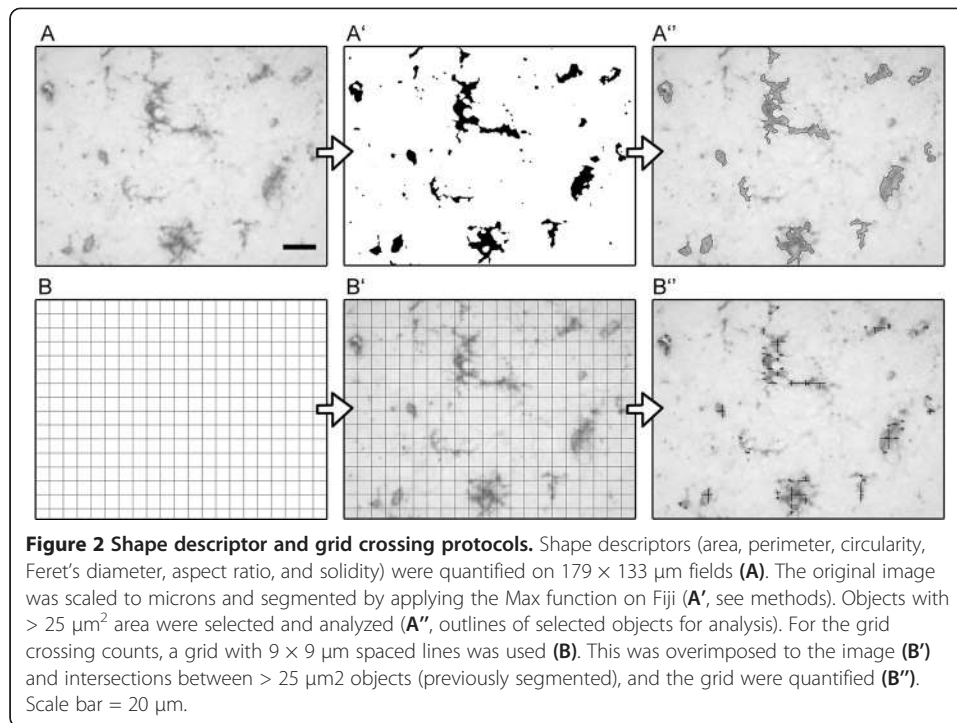 A A' A''
B B' B''
Figure 2 Shape descriptor and grid crossing protocols. Shape descriptors (area, perimeter, circularity,
Feret's diameter, aspect ratio, and solidity) were quantified on 179 × 133 μm fields (A). The original image
was scaled to microns and segmented by applying the Max function on Fiji (A', see methods). Objects with
> 25 μm² area were selected and analyzed (A'', outlines of selected objects for analysis). For the grid
crossing counts, a grid with 9 × 9 μm spaced lines was used (B). This was overimposed to the image (B')
and intersections between > 25 μm2 objects (previously segmented), and the grid were quantified (B'').
Scale bar = 20 μm.